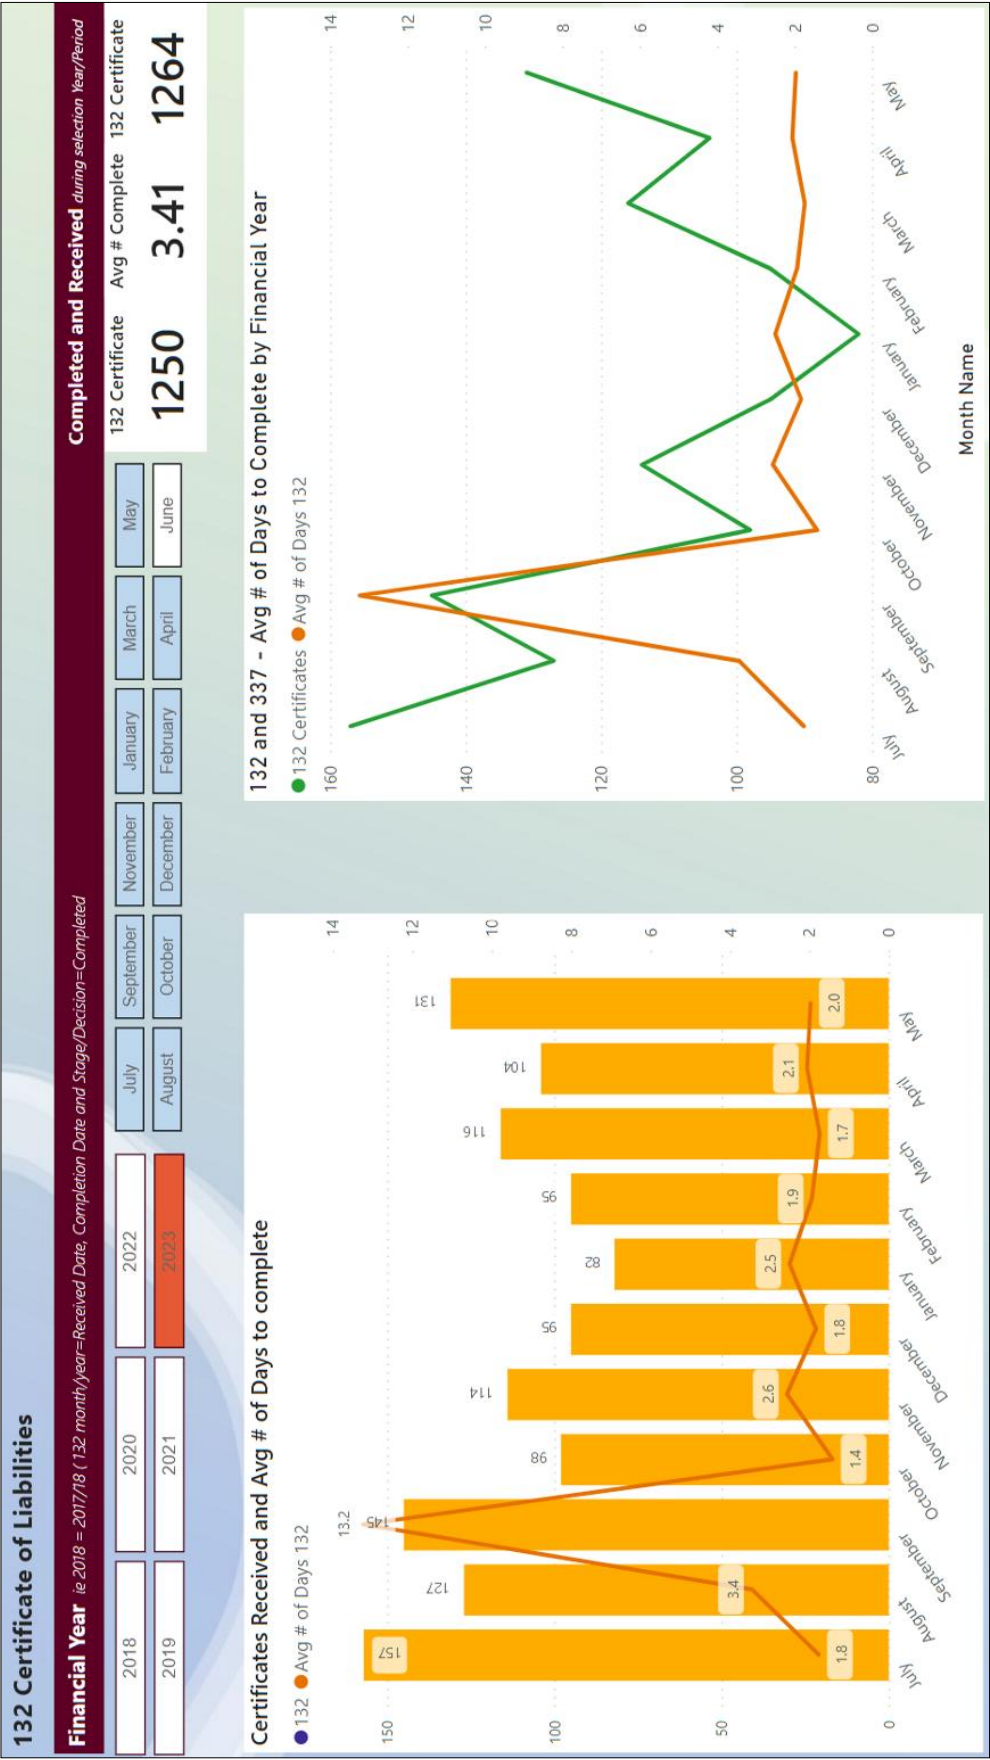 132 Certificate of Liabilities
Financial Year ie 2018 = 2017/18 ( 132 month/year=Received Date, Completion Date and Stage/Decision=Completed
Completed and Received during selection Year/Period
2018 2020 2022
2019 2021 2023
July September November January March May
August October December February April June
132 Certificate Avg # Complete 132 Certificate
1250 3.41 1264
Certificates Received and Avg # of Days to complete
132 Avg # of Days 132
150
100
50
0
14
12
10
8
6
4
2
0
157 127 145 98 114 95 82 95 116 104 131
1.8 3.4 13.2 1.4 2.6 1.8 2.5 1.9 1.7 2.1 2.0
July August September October November December January February March April May
132 and 337 - Avg # of Days to Complete by Financial Year
132 Certificates Avg # of Days 132
160
140
120
100
80
14
12
10
8
6
4
2
0
July August September October November December January February March April May
Month Name